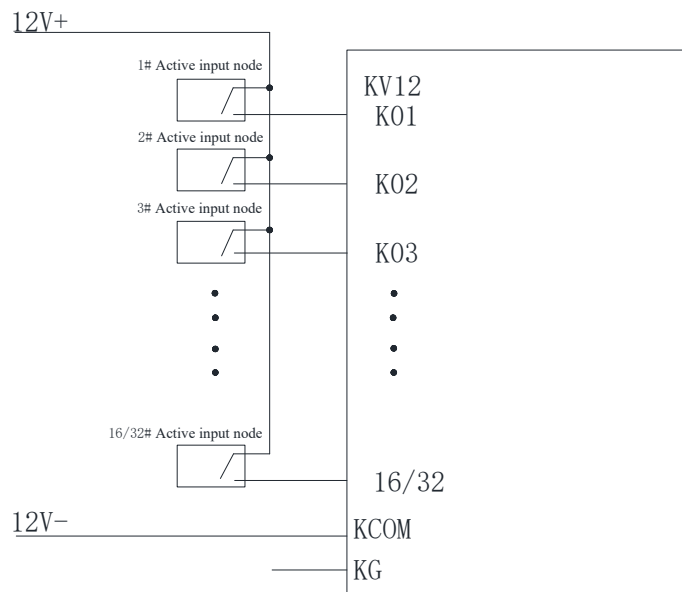 12V+
1# Active input node
KV12
K01
2# Active input node
K02
3# Active input node
K03
16/32# Active input node
16/32
12V-
KCOM
KG